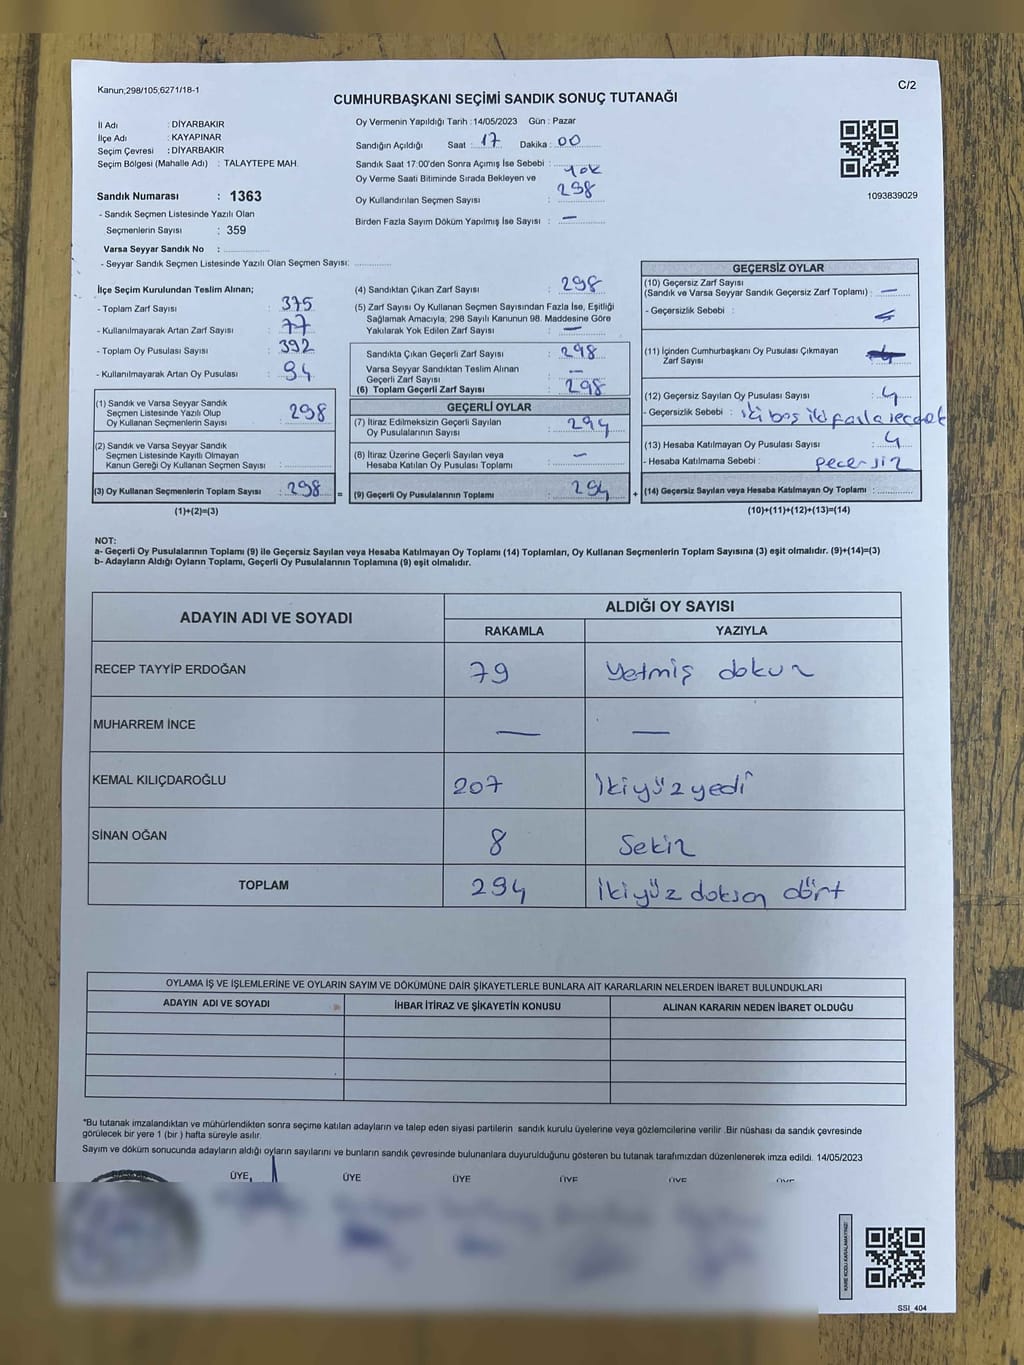 Kanun;298/105;6271/18-1
C/2
CUMHURBAŞKANI SEÇİMİ SANDIK SONUÇ TUTANAĞI
İl Adı : DİYARBAKIR
İlçe Adı : KAYAPINAR
Seçim Çevresi : DİYARBAKIR
Seçim Bölgesi (Mahalle Adı) : TALAYTEPE MAH.
Sandık Numarası : 1363
- Sandık Seçmen Listesinde Yazılı Olan
Seçmenlerin Sayısı : 359
Varsa Seyyar Sandık No :
- Seyyar Sandık Seçmen Listesinde Yazılı Olan Seçmen Sayısı:
Oy Vermenin Yapıldığı Tarih : 14/05/2023 Gün : Pazar
Sandığın Açıldığı Saat : 17 Dakika : 00
Sandık Saat 17:00'den Sonra Açımış İse Sebebi :
Oy Verme Saati Bitiminde Sırada Bekleyen ve yok
Oy Kullandırılan Seçmen Sayısı : 298
Birden Fazla Sayım Döküm Yapılmış İse Sayısı : —
1093839029
İlçe Seçim Kurulundan Teslim Alınan;
- Toplam Zarf Sayısı : 375
- Kullanılmayarak Artan Zarf Sayısı : 77
- Toplam Oy Pusulası Sayısı : 392
- Kullanılmayarak Artan Oy Pusulası : 94
(1) Sandık ve Varsa Seyyar Sandık
Seçmen Listesinde Yazılı Olup
Oy Kullanan Seçmenlerin Sayısı : 298
(2) Sandık ve Varsa Seyyar Sandık
Seçmen Listesinde Kayıtlı Olmayan
Kanun Gereği Oy Kullanan Seçmen Sayısı :
(3) Oy Kullanan Seçmenlerin Toplam Sayısı : 298 =
(1)+(2)=(3)
(4) Sandıktan Çıkan Zarf Sayısı : 298
(5) Zarf Sayısı Oy Kullanan Seçmen Sayısından Fazla İse, Eşitliği
Sağlamak Amacıyla; 298 Sayılı Kanunun 98. Maddesine Göre
Yakılarak Yok Edilen Zarf Sayısı : —
Sandıkta Çıkan Geçerli Zarf Sayısı : 298
Varsa Seyyar Sandıktan Teslim Alınan
Geçerli Zarf Sayısı : —
(6) Toplam Geçerli Zarf Sayısı : 298
GEÇERLİ OYLAR
(7) İtiraz Edilmeksizin Geçerli Sayılan
Oy Pusulalarının Sayısı : 294
(8) İtiraz Üzerine Geçerli Sayılan veya
Hesaba Katılan Oy Pusulası Toplamı : —
(9) Geçerli Oy Pusulalarının Toplamı : 294 +
GEÇERSİZ OYLAR
(10) Geçersiz Zarf Sayısı
(Sandık ve Varsa Seyyar Sandık Geçersiz Zarf Toplamı) : —
- Geçersizlik Sebebi :
(11) İçinden Cumhurbaşkanı Oy Pusulası Çıkmayan
Zarf Sayısı :
(12) Geçersiz Sayılan Oy Pusulası Sayısı : 4
- Geçersizlik Sebebi : iki boş iki fazla
(13) Hesaba Katılmayan Oy Pusulası Sayısı : 4
- Hesaba Katılmama Sebebi : gecersiz
(14) Geçersiz Sayılan veya Hesaba Katılmayan Oy Toplamı :
(10)+(11)+(12)+(13)=(14)
NOT:
a- Geçerli Oy Pusulalarının Toplamı (9) ile Geçersiz Sayılan veya Hesaba Katılmayan Oy Toplamı (14) Toplamları, Oy Kullanan Seçmenlerin Toplam Sayısına (3) eşit olmalıdır. (9)+(14)=(3)
b- Adayların Aldığı Oyların Toplamı, Geçerli Oy Pusulalarının Toplamına (9) eşit olmalıdır.
ADAYIN ADI VE SOYADI
ALDIĞI OY SAYISI
RAKAMLA YAZIYLA
RECEP TAYYİP ERDOĞAN 79 Yetmiş dokuz
MUHARREM İNCE — —
KEMAL KILIÇDAROĞLU 207 İkiyüzyedi
SİNAN OĞAN 8 Sekiz
TOPLAM 294 İkiyüz doksan dört
OYLAMA İŞ VE İŞLEMLERİNE VE OYLARIN SAYIM VE DÖKÜMÜNE DAİR ŞİKAYETLERLE BUNLARA AİT KARARLARIN NELERDEN İBARET BULUNDUKLARI
ADAYIN ADI VE SOYADI İHBAR İTİRAZ VE ŞİKAYETİN KONUSU ALINAN KARARIN NEDEN İBARET OLDUĞU
*Bu tutanak imzalandıktan ve mühürlendikten sonra seçime katılan adayların ve talep eden siyasi partilerin sandık kurulu üyelerine veya gözlemcilerine verilir .Bir nüshası da sandık çevresinde
görülecek bir yere 1 (bir ) hafta süreyle asılır.
Sayım ve döküm sonucunda adayların aldığı oyların sayılarını ve bunların sandık çevresinde bulunanlara duyurulduğunu gösteren bu tutanak tarafımızdan düzenlenerek imza edildi. 14/05/2023
ÜYE ÜYE ÜYE ÜYE ÜYE ÜYE
KARE KODU KARALAMAYINIZ!
SSI_404